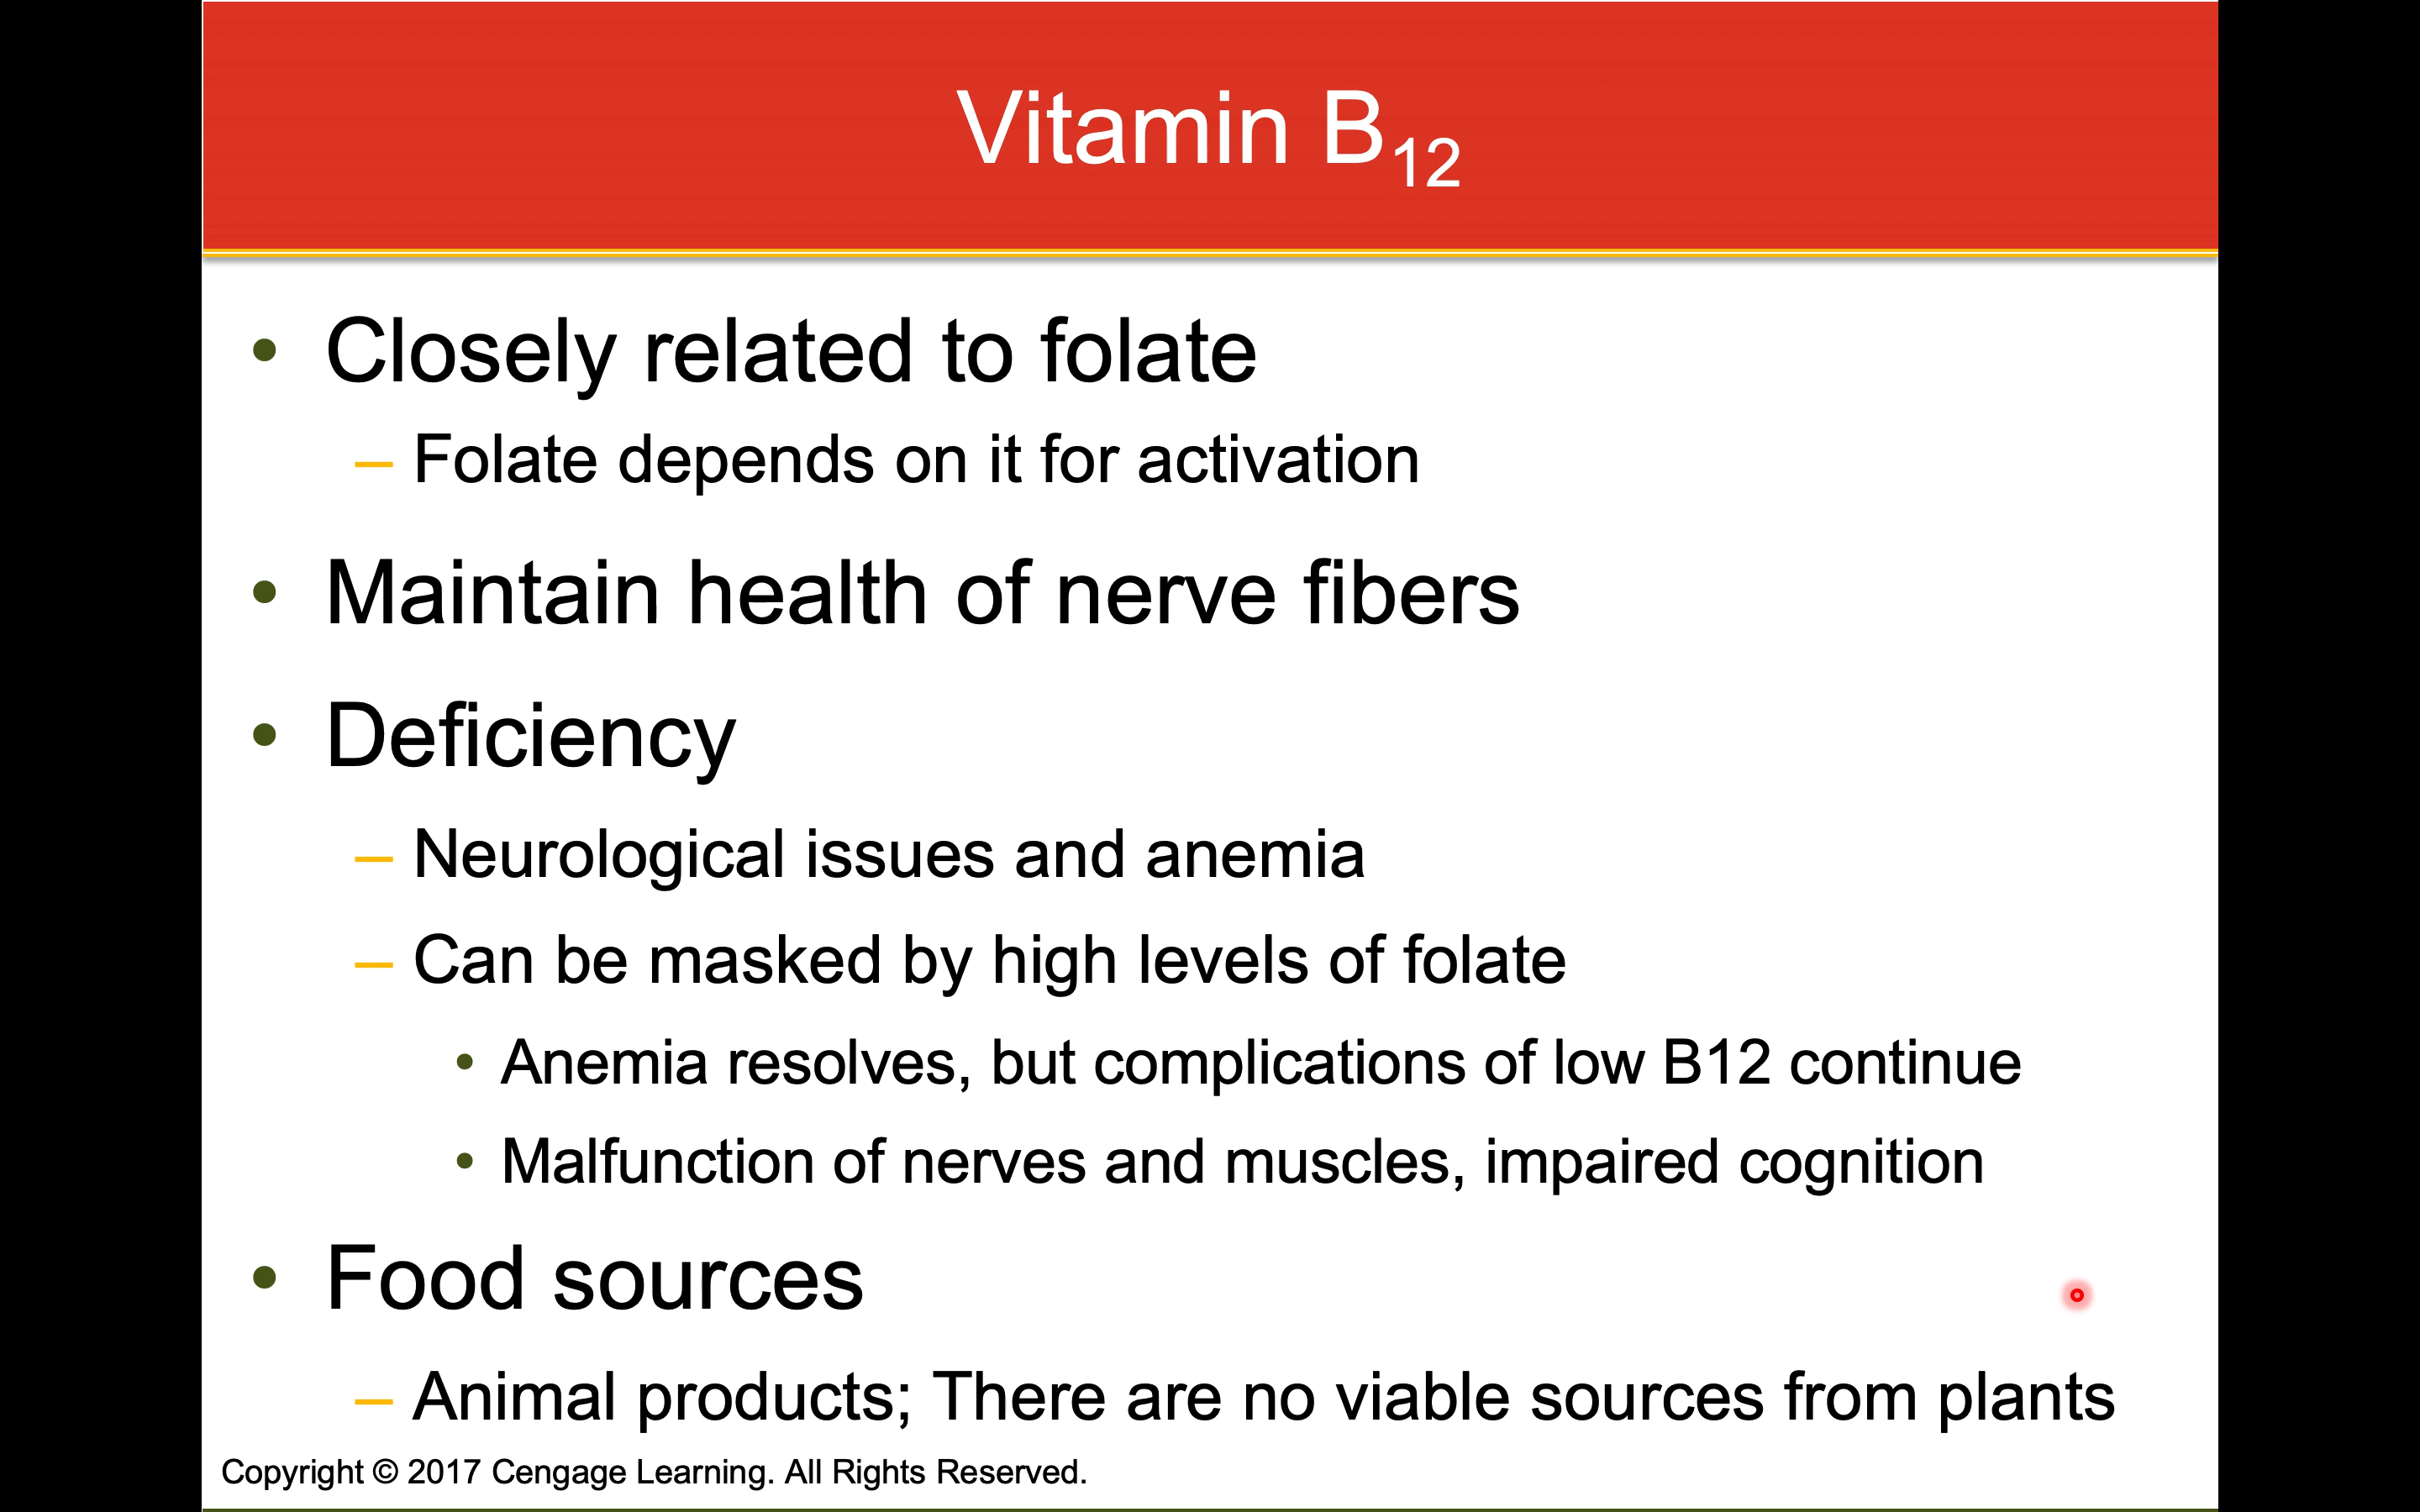 Vitamin B12
• Closely related to folate
– Folate depends on it for activation
• Maintain health of nerve fibers
• Deficiency
– Neurological issues and anemia
– Can be masked by high levels of folate
• Anemia resolves, but complications of low B12 continue
• Malfunction of nerves and muscles, impaired cognition
• Food sources
– Animal products; There are no viable sources from plants
Copyright © 2017 Cengage Learning. All Rights Reserved.